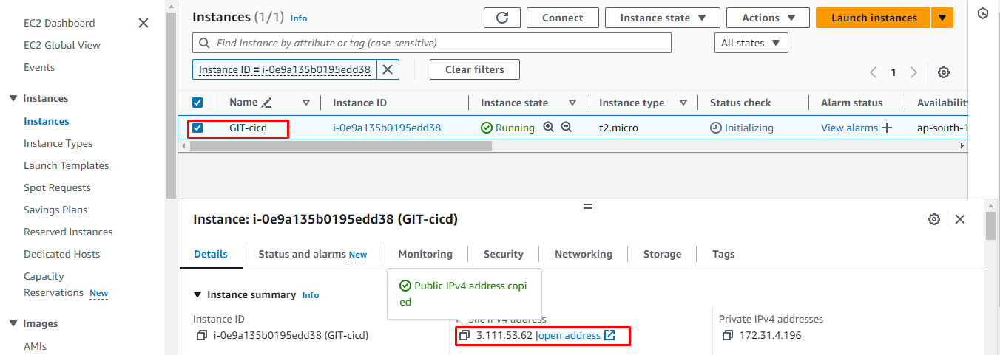 EC2 Dashboard
EC2 Global View
Events
Instances
Instances
Instance Types
Launch Templates
Spot Requests
Savings Plans
Reserved Instances
Dedicated Hosts
Capacity
Reservations New
Images
AMIs
Instances (1/1) Info
Connect
Instance state
Actions
Launch instances
Find Instance by attribute or tag (case-sensitive)
All states
Instance ID = i-0e9a135b0195edd38
Clear filters
1
Name Instance ID Instance state Instance type Status check Alarm status Availability
GIT-cicd i-0e9a135b0195edd38 Running t2.micro Initializing View alarms ap-south-1
Instance: i-0e9a135b0195edd38 (GIT-cicd)
Details Status and alarms New Monitoring Security Networking Storage Tags
Public IPv4 address copi
ed
Instance summary Info
Instance ID
i-0e9a135b0195edd38 (GIT-cicd)
Public IPv4 address
3.111.53.62 |open address
Private IPv4 addresses
172.31.4.196